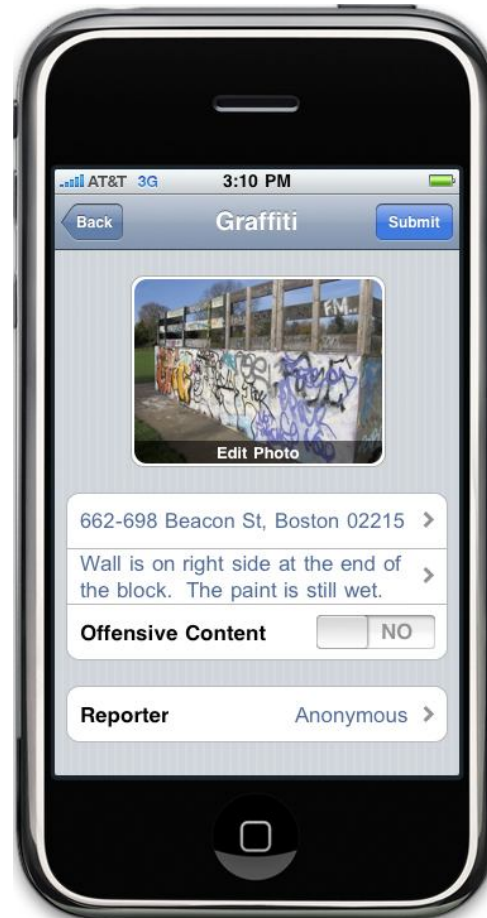 AT&T 3G 3:10 PM
Back Graffiti Submit
FM
Edit Photo
662-698 Beacon St, Boston 02215
Wall is on right side at the end of
the block. The paint is still wet.
Offensive Content NO
Reporter Anonymous